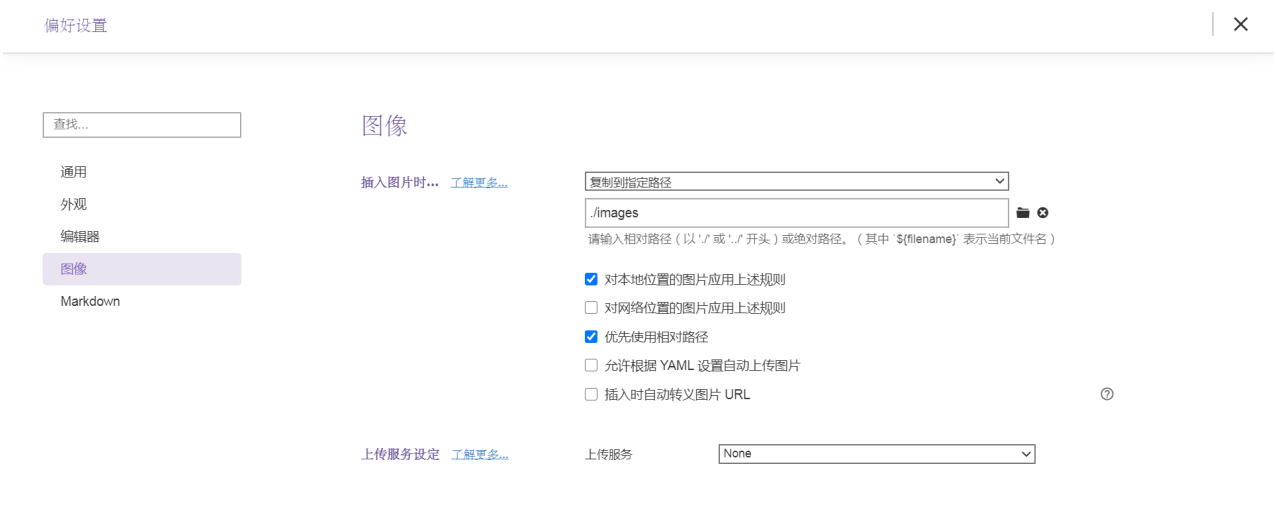 偏好设置
查找...
通用
外观
编辑器
图像
Markdown
图像
插入图片时... 了解更多...
复制到指定路径
./images
请输入相对路径（以 './' 或 '../' 开头）或绝对路径。（其中 `${filename}` 表示当前文件名）
对本地位置的图片应用上述规则
对网络位置的图片应用上述规则
优先使用相对路径
允许根据 YAML 设置自动上传图片
插入时自动转义图片 URL
上传服务设定 了解更多...
上传服务
None